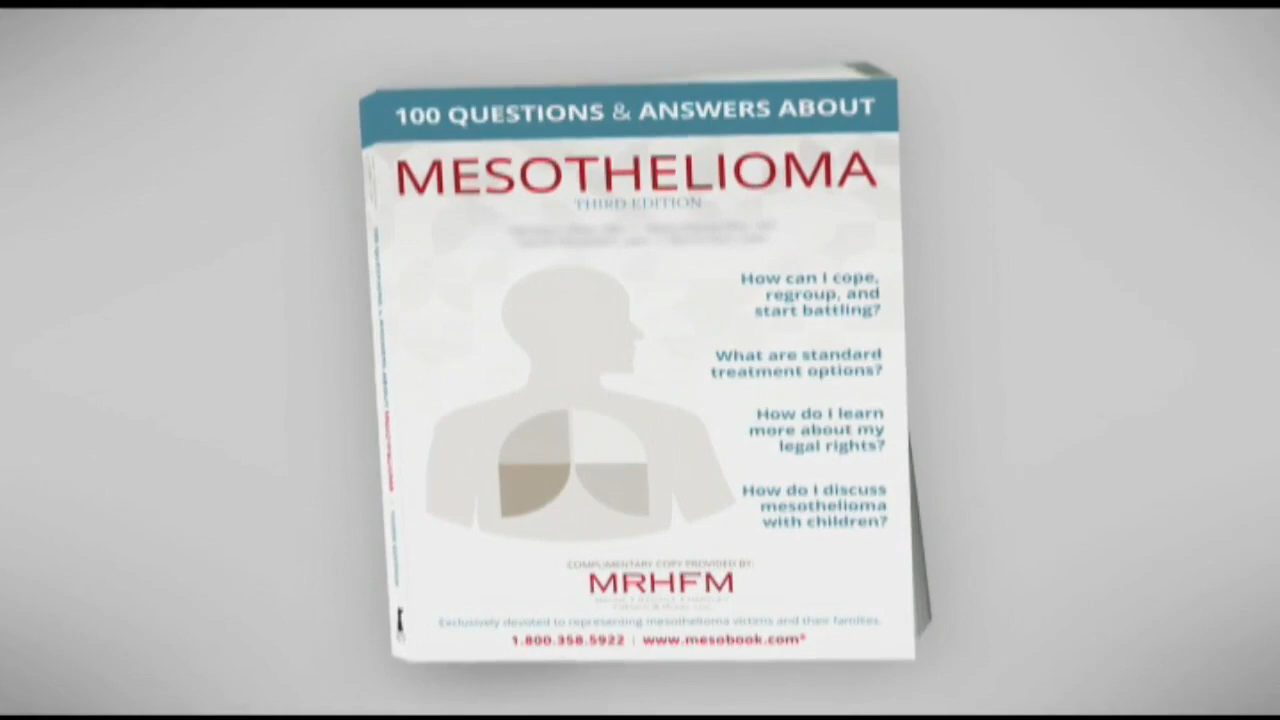 100 QUESTIONS & ANSWERS ABOUT
MESOTHELIOMA
THIRD EDITION
How can I cope,
regroup, and
start battling?
What are standard
treatment options?
How do I learn
more about my
legal rights?
How do I discuss
mesothelioma
with children?
COMPLIMENTARY COPY PROVIDED BY:
MRHFM
Exclusively devoted to representing mesothelioma victims and their families.
1.800.358.5922 | www.mesobook.com®